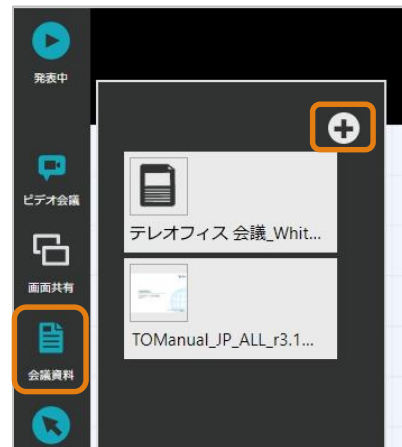 発表中
ビデオ会議
画面共有
会議資料
テレオフィス 会議_Whit...
TOManual_JP_ALL_r3.1...